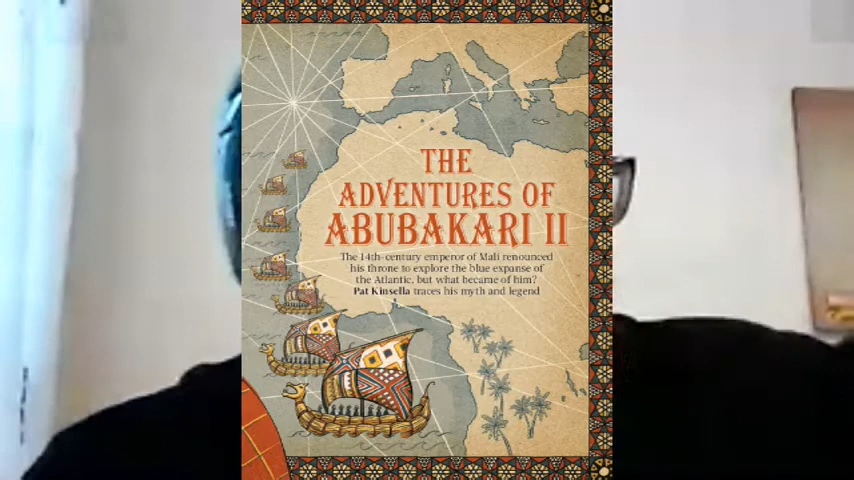 THE
ADVENTURES OF
ABUBAKARI II
The 14th-century emperor of Mali renounced
his throne to explore the blue expanse of
the Atlantic, but what became of him?
Pat Kinsella traces his myth and legend